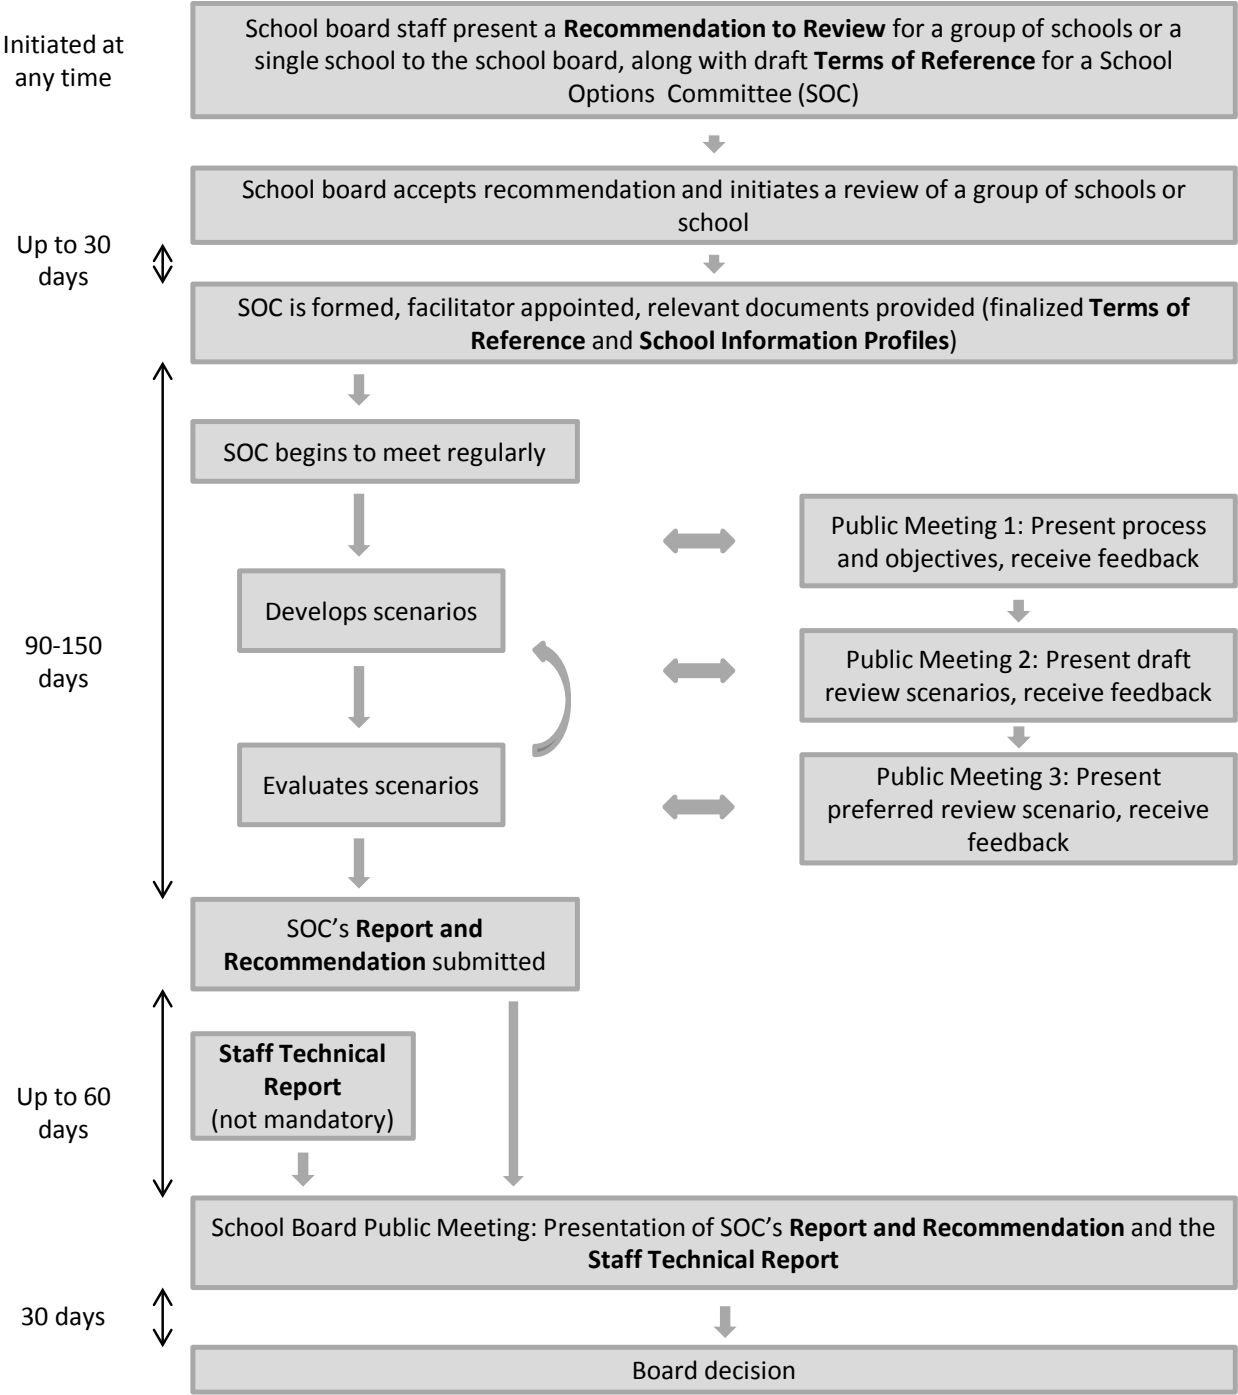 Initiated at
any time
School board staff present a Recommendation to Review for a group of schools or a
single school to the school board, along with draft Terms of Reference for a School
Options Committee (SOC)
School board accepts recommendation and initiates a review of a group of schools or
school
Up to 30
days
SOC is formed, facilitator appointed, relevant documents provided (finalized Terms of
Reference and School Information Profiles)
90-150
days
SOC begins to meet regularly
Develops scenarios
Evaluates scenarios
Public Meeting 1: Present process
and objectives, receive feedback
Public Meeting 2: Present draft
review scenarios, receive feedback
Public Meeting 3: Present
preferred review scenario, receive
feedback
SOC’s Report and
Recommendation submitted
Up to 60
days
Staff Technical
Report
(not mandatory)
School Board Public Meeting: Presentation of SOC’s Report and Recommendation and the
Staff Technical Report
30 days
Board decision